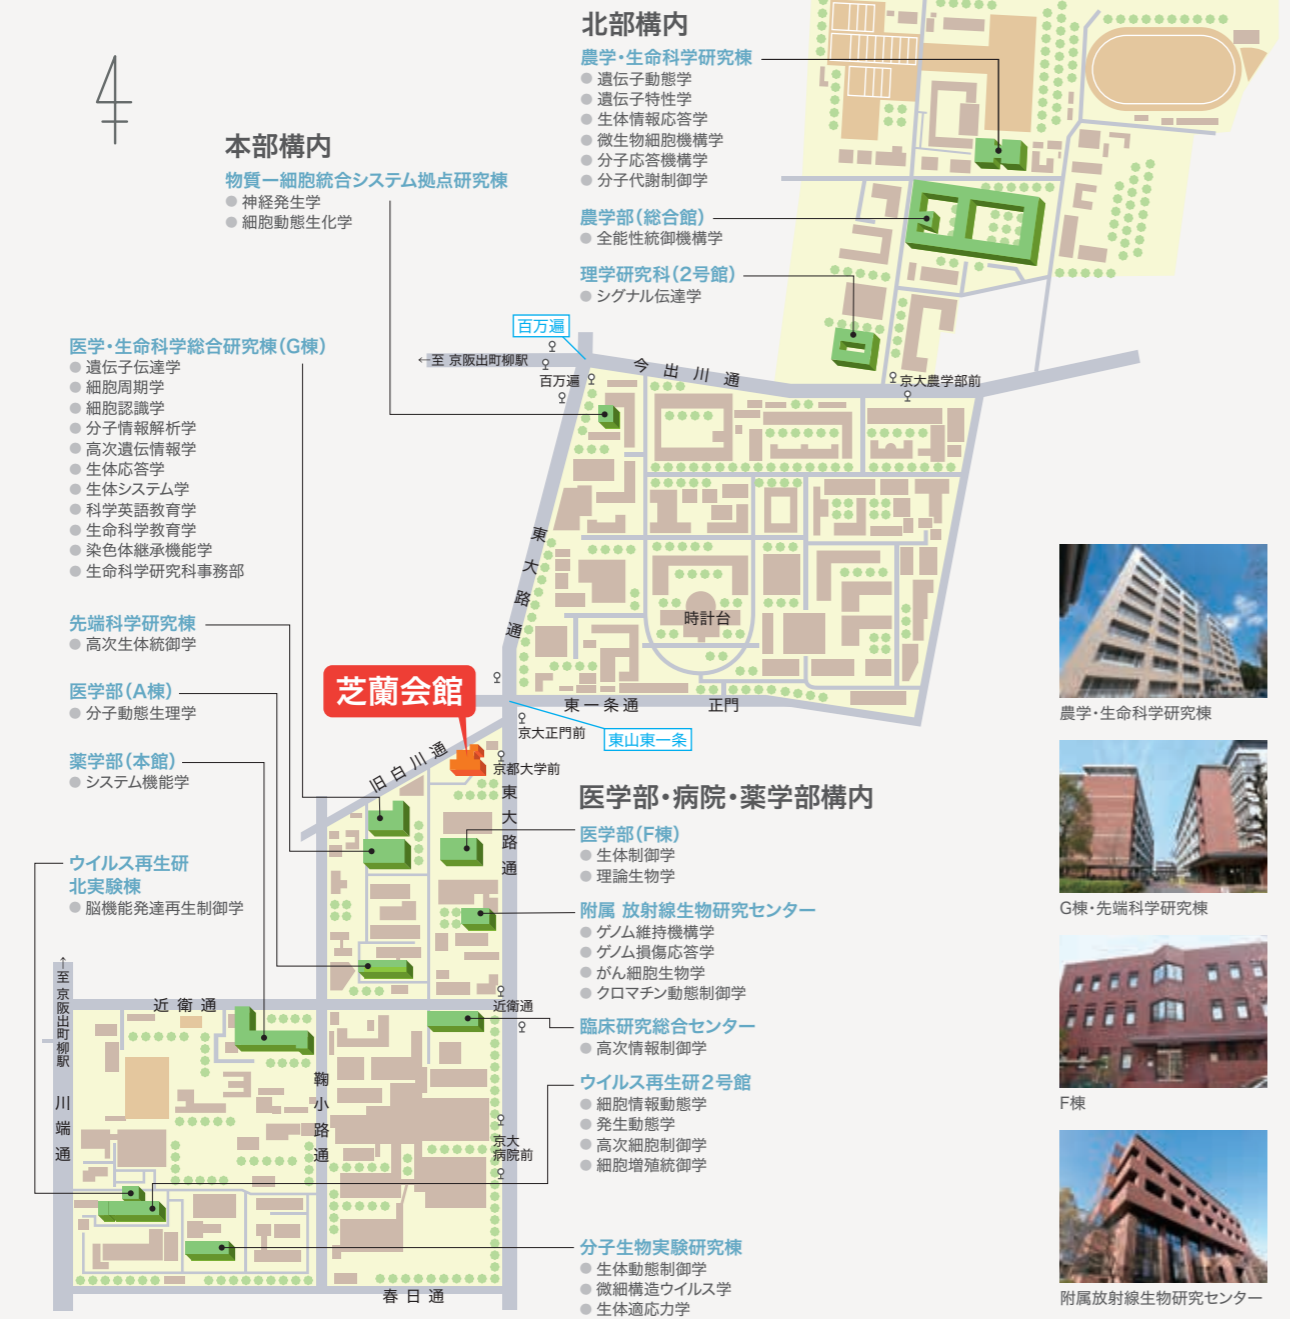 北部構内
農学・生命科学研究棟
● 遺伝子動態学
● 遺伝子特性学
● 生体情報応答学
● 微生物細胞機構学
● 分子応答機構学
● 分子代謝制御学
農学部（総合館）
● 全能性統御機構学
理学研究科（2号館）
● シグナル伝達学
本部構内
物質ー細胞統合システム拠点研究棟
● 神経発生学
● 細胞動態生化学
医学・生命科学総合研究棟（G棟）
● 遺伝子伝達学
● 細胞周期学
● 細胞認識学
● 分子情報解析学
● 高次遺伝情報学
● 生体応答学
● 生体システム学
● 科学英語教育学
● 生命科学教育学
● 染色体継承機能学
● 生命科学研究科事務部
先端科学研究棟
● 高次生体統御学
医学部（A棟）
● 分子動態生理学
薬学部（本館）
● システム機能学
ウイルス再生研
北実験棟
● 脳機能発達再生制御学
百万遍
←至 京阪出町柳駅
百万遍
今出川通
京大農学部前
東大路通
時計台
芝蘭会館
東一条通
正門
京大正門前
東山東一条
旧白川通
京都大学前
東大路通
医学部・病院・薬学部構内
医学部（F棟）
● 生体制御学
● 理論生物学
附属 放射線生物研究センター
● ゲノム維持機構学
● ゲノム損傷応答学
● がん細胞生物学
● クロマチン動態制御学
臨床研究総合センター
● 高次情報制御学
ウイルス再生研2号館
● 細胞情報動態学
● 発生動態学
● 高次細胞制御学
● 細胞増殖統御学
分子生物実験研究棟
● 生体動態制御学
● 微細構造ウイルス学
● 生体適応力学
←至 京阪出町柳駅
川端通
近衛通
近衛通
鞠小路通
京大
病院前
春日通
農学・生命科学研究棟
G棟・先端科学研究棟
F棟
附属放射線生物研究センター